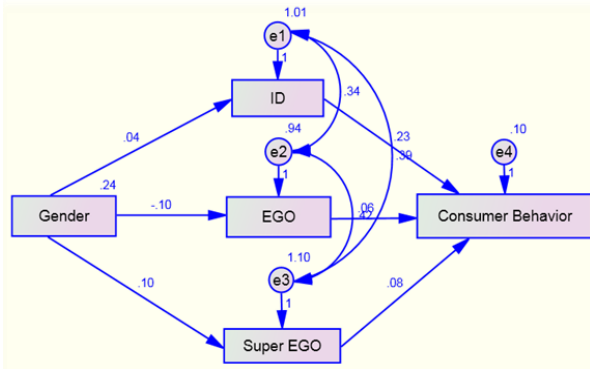 1.01
e1
1
ID
.34
.04
.94
.23
.39
.10
e2
e4
1
1
.24
Gender
-.10
EGO
.06
.42
Consumer Behavior
1.10
e3
.10
1
.08
Super EGO